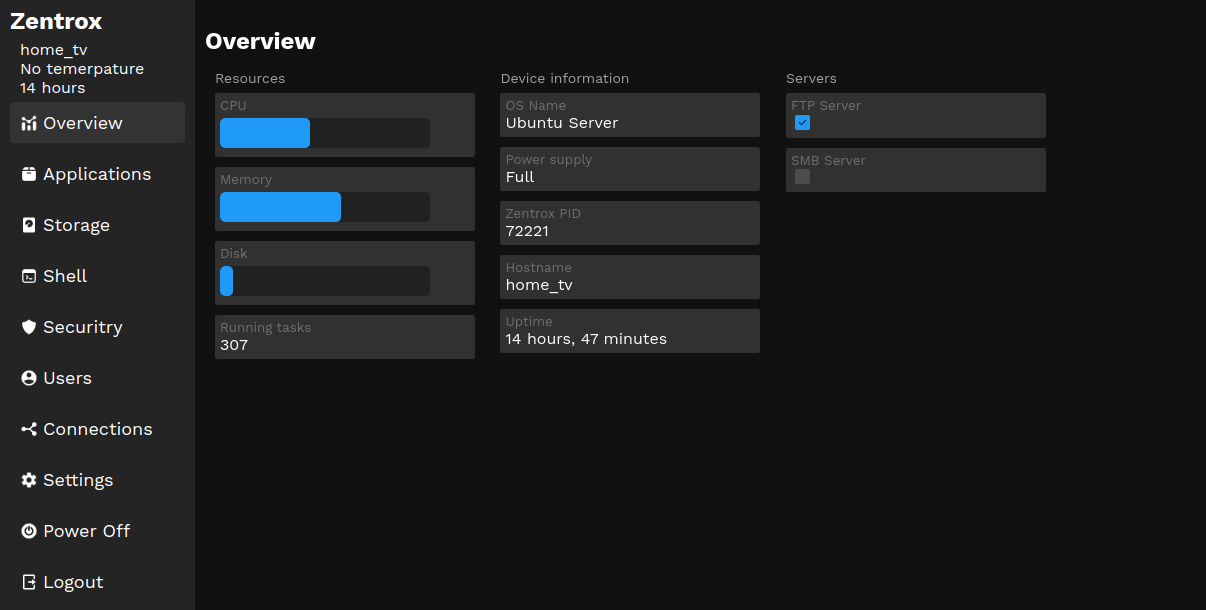 Zentrox
home_tv
No temerpature
14 hours
Overview
Applications
Storage
Shell
Securitry
Users
Connections
Settings
Power Off
Logout
Overview
Resources
CPU
Memory
Disk
Running tasks
307
Device information
OS Name
Ubuntu Server
Power supply
Full
Zentrox PID
72221
Hostname
home_tv
Uptime
14 hours, 47 minutes
Servers
FTP Server
SMB Server